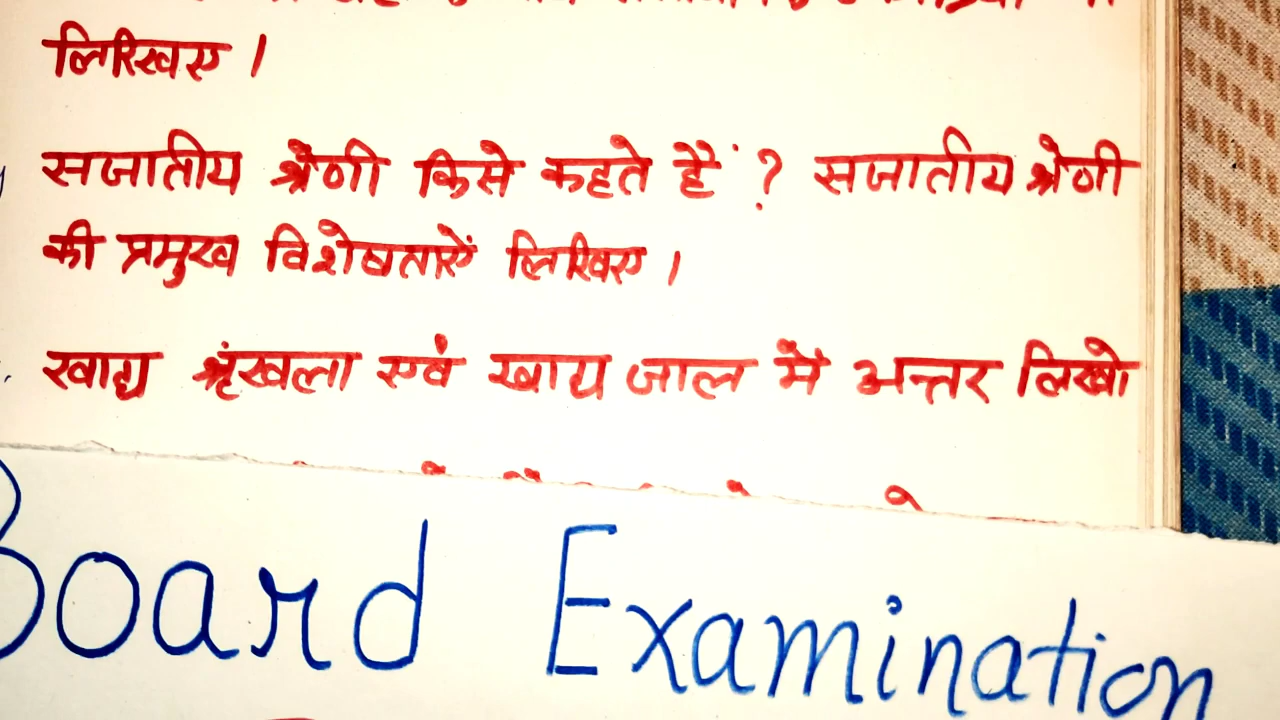 लिखिए ।
सजातीय श्रेणी किसे कहते हैं ? सजातीय श्रेणी
की प्रमुख विशेषताऐं लिखिए ।
खाद्य श्रृंखला एवं खाद्य जाल में अन्तर लिखो
Board Examination